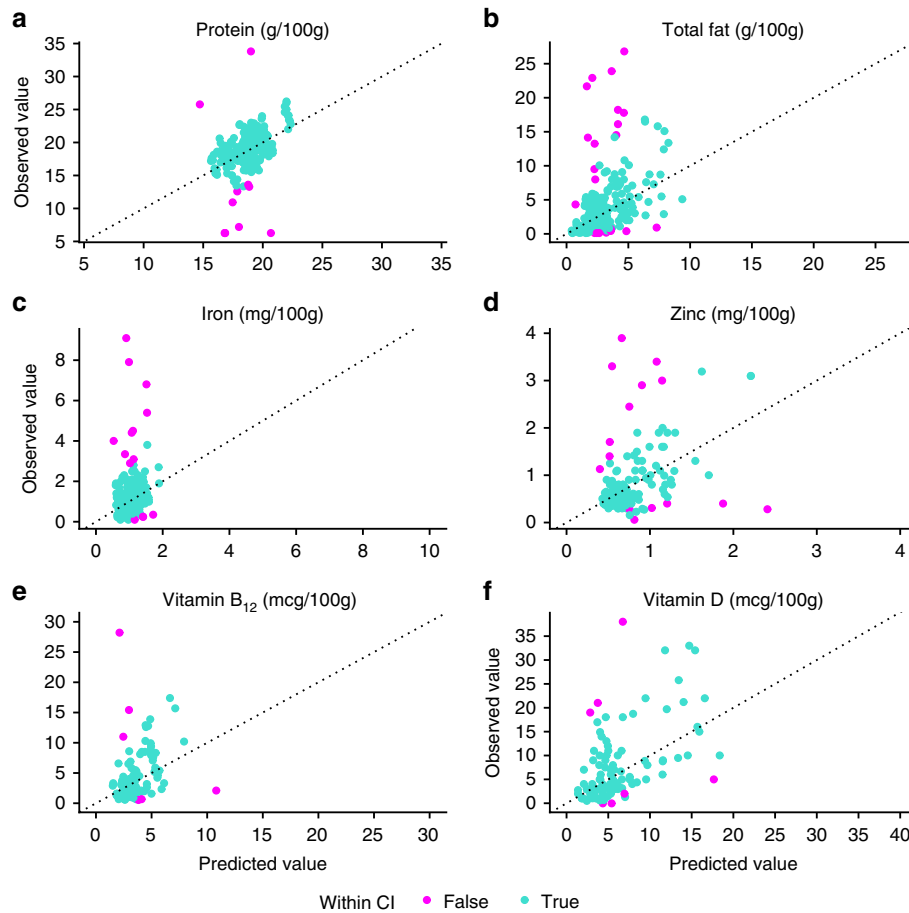 a
Protein (g/100g)
35
30
25
20
15
10
5
Observed value
5 10 15 20 25 30 35
b
Total fat (g/100g)
25
20
15
10
5
0
0 5 10 15 20 25
c
Iron (mg/100g)
8
6
4
2
0
Observed value
0 2 4 6 8 10
d
Zinc (mg/100g)
4
3
2
1
0
0 1 2 3 4
e
Vitamin B12 (mcg/100g)
30
25
20
15
10
5
0
Observed value
0 5 10 15 20 25 30
Predicted value
f
Vitamin D (mcg/100g)
35
30
25
20
15
10
5
0
Observed value
0 5 10 15 20 25 30 35 40
Predicted value
Within CI False True